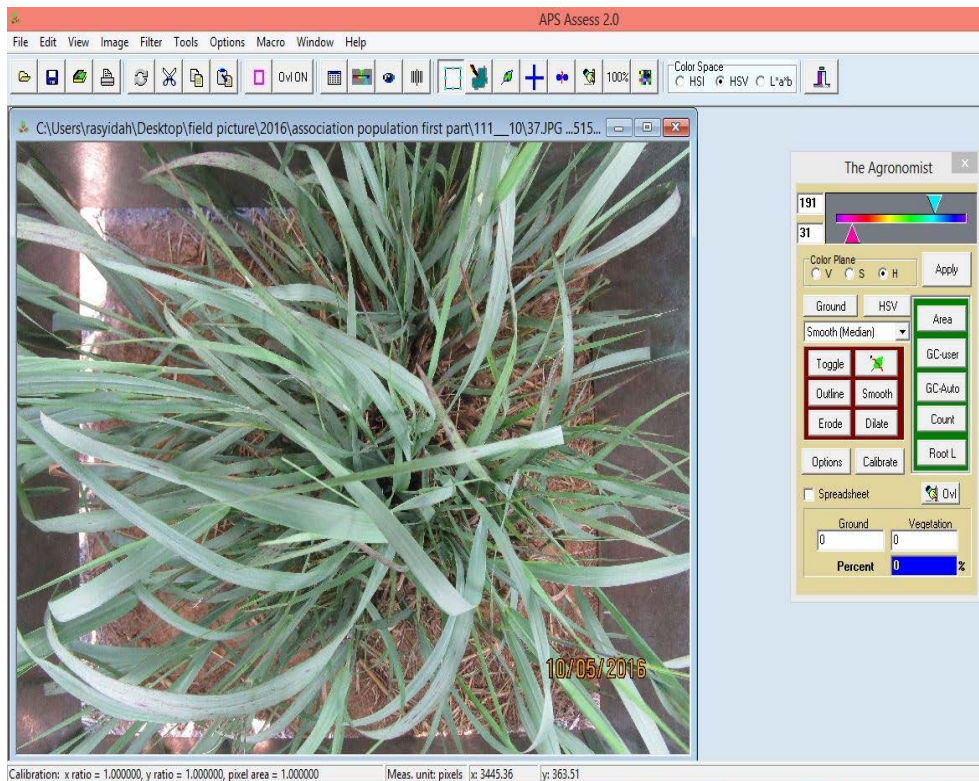 APS Assess 2.0
File Edit View Image Filter Tools Options Macro Window Help
Ovl ON 100% Color Space HSI HSV L*a*b
C:\Users\rasyidah\Desktop\field picture\2016\association population first part\111__10\37.JPG ...515...
The Agronomist
191
31
Color Plane
V S H Apply
Ground HSV
Smooth (Median)
Area
Toggle GC-user
Outline Smooth GC-Auto
Erode Dilate Count
Options Calibrate Root L
Spreadsheet Ovl
Ground Vegetation
0 0
Percent 0 %
10/05/2016
Calibration: x ratio = 1.000000, y ratio = 1.000000, pixel area = 1.000000 Meas. unit: pixels x: 3445.36 y: 363.51